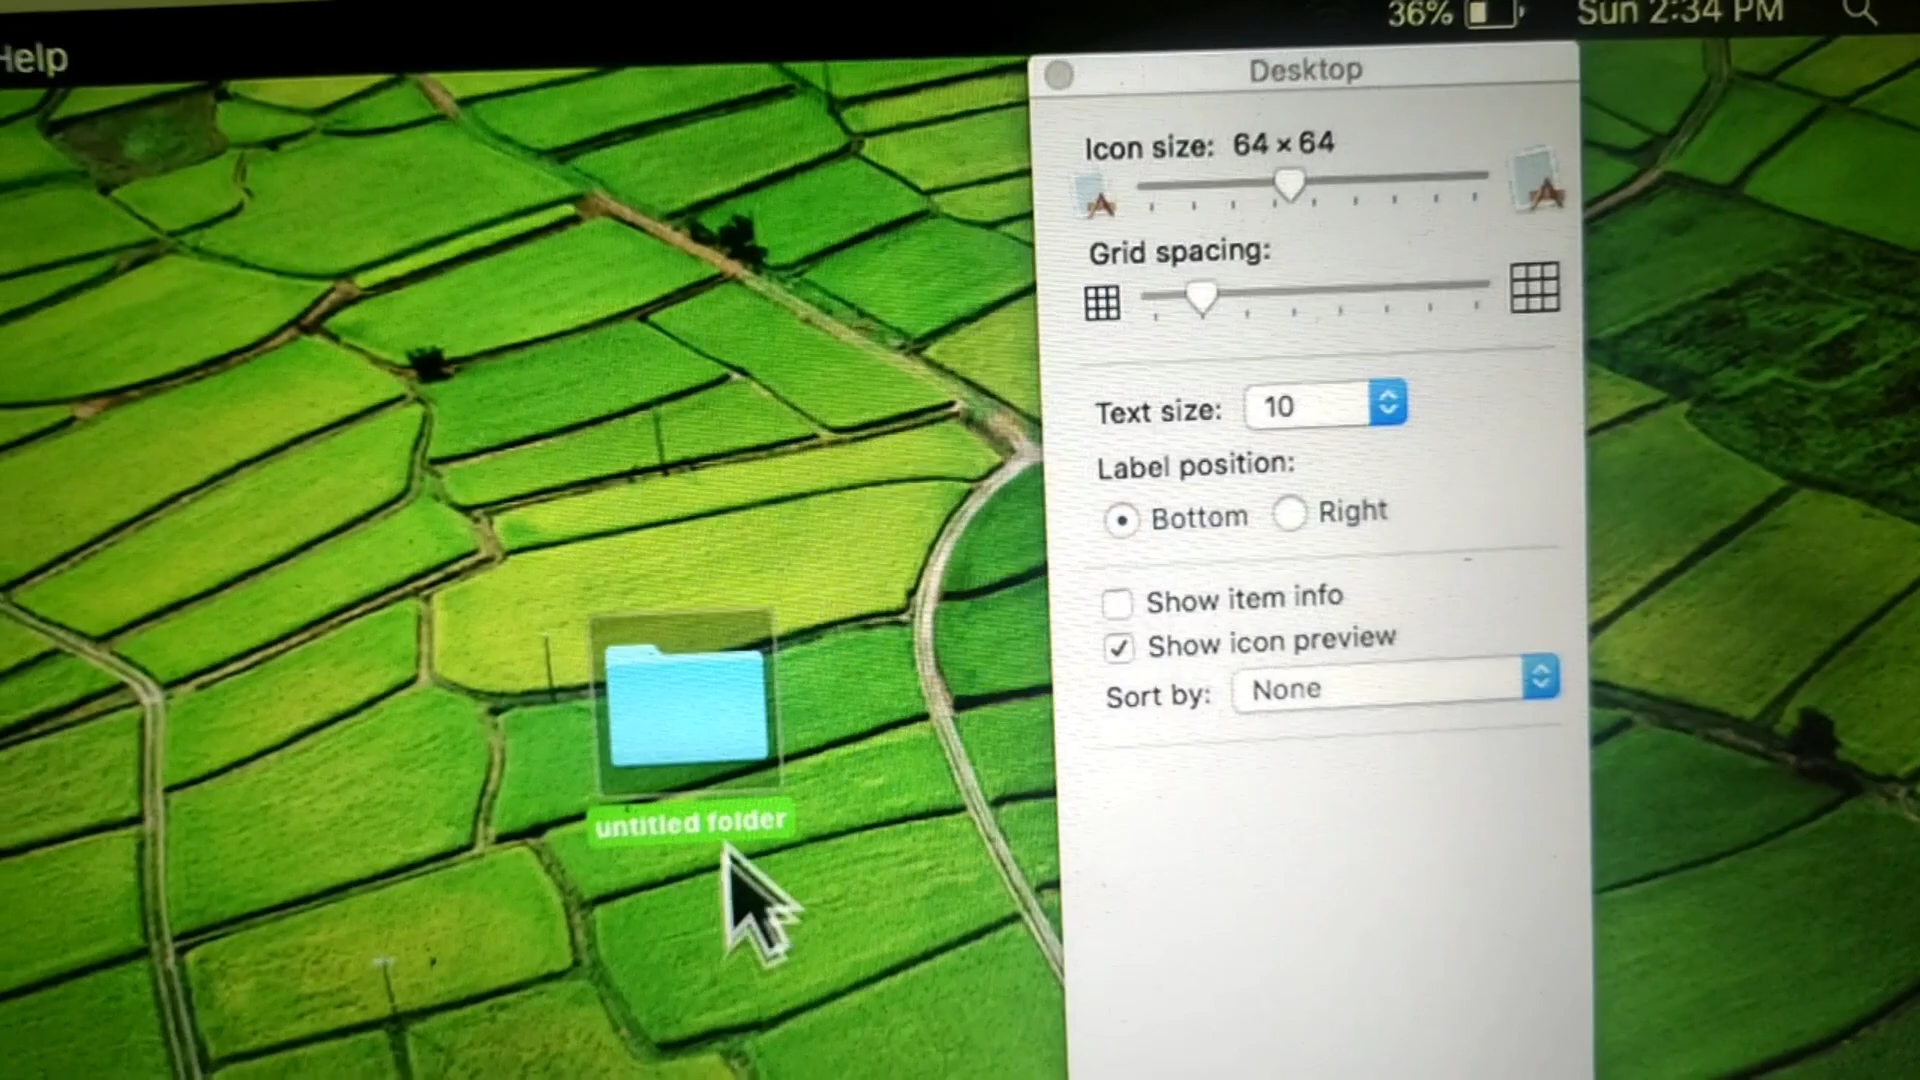 Help
36%
Sun 2:34 PM
Desktop
Icon size: 64 × 64
Grid spacing:
Text size: 10
Label position:
Bottom
Right
Show item info
Show icon preview
Sort by: None
untitled folder